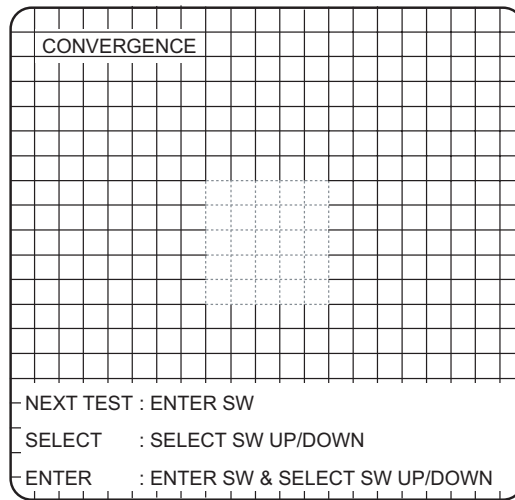 CONVERGENCE
NEXT TEST : ENTER SW
SELECT : SELECT SW UP/DOWN
ENTER : ENTER SW & SELECT SW UP/DOWN